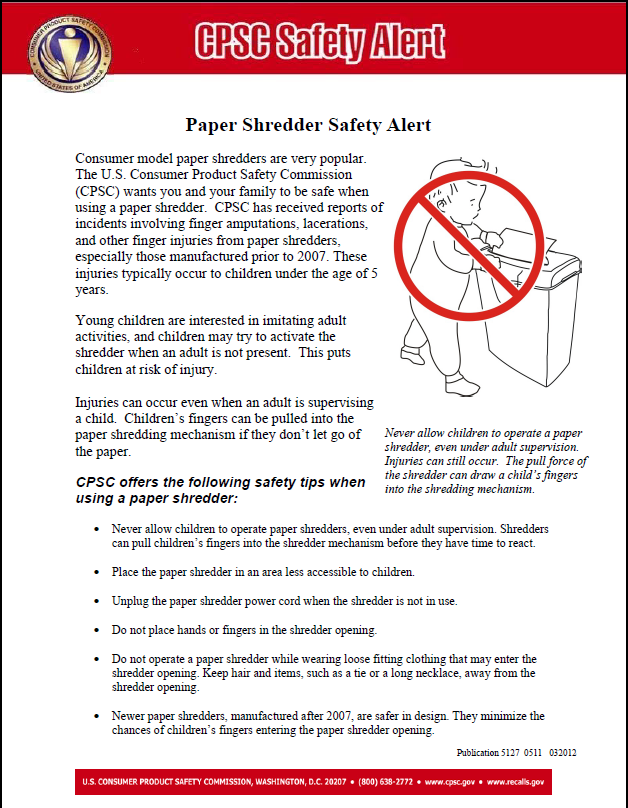 CONSUMER PRODUCT SAFETY COMMISSION
UNITED STATES OF AMERICA
CPSC Safety Alert
Paper Shredder Safety Alert
Consumer model paper shredders are very popular.
The U.S. Consumer Product Safety Commission
(CPSC) wants you and your family to be safe when
using a paper shredder.  CPSC has received reports of
incidents involving finger amputations, lacerations,
and other finger injuries from paper shredders,
especially those manufactured prior to 2007. These
injuries typically occur to children under the age of 5
years.
Young children are interested in imitating adult
activities, and children may try to activate the
shredder when an adult is not present.  This puts
children at risk of injury.
Injuries can occur even when an adult is supervising
a child.  Children’s fingers can be pulled into the
paper shredding mechanism if they don’t let go of
the paper.
Never allow children to operate a paper
shredder, even under adult supervision.
Injuries can still occur.  The pull force of
the shredder can draw a child’s fingers
into the shredding mechanism.
CPSC offers the following safety tips when
using a paper shredder:
• Never allow children to operate paper shredders, even under adult supervision. Shredders
can pull children’s fingers into the shredder mechanism before they have time to react.
• Place the paper shredder in an area less accessible to children.
• Unplug the paper shredder power cord when the shredder is not in use.
• Do not place hands or fingers in the shredder opening.
• Do not operate a paper shredder while wearing loose fitting clothing that may enter the
shredder opening. Keep hair and items, such as a tie or a long necklace, away from the
shredder opening.
• Newer paper shredders, manufactured after 2007, are safer in design. They minimize the
chances of children’s fingers entering the paper shredder opening.
Publication 5127  0511   032012
U.S. CONSUMER PRODUCT SAFETY COMMISSION, WASHINGTON, D.C. 20207 • (800) 638-2772 • www.cpsc.gov • www.recalls.gov